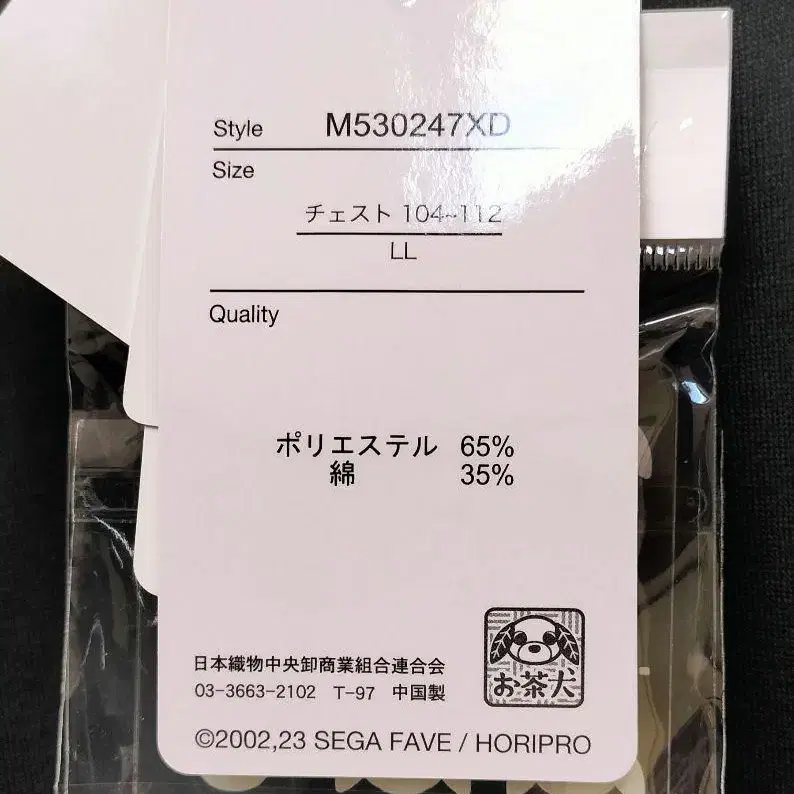 Style M530247XD
Size
チェスト 104~112
LL
Quality
ポリエステル 65%
綿 35%
日本織物中央卸商業組合連合会
03-3663-2102 T-97 中国製
お茶犬
©2002,23 SEGA FAVE / HORIPRO